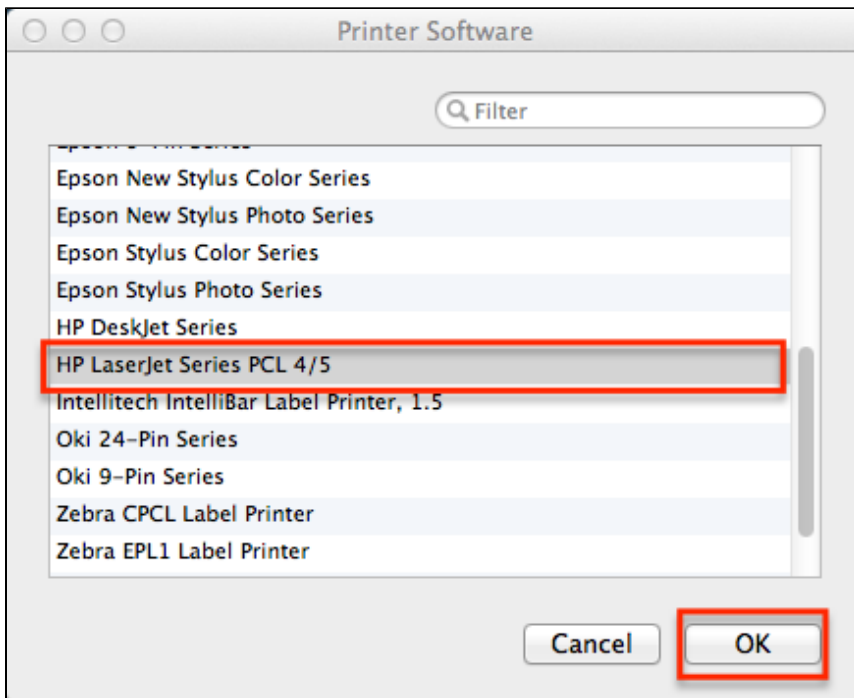 Printer Software
Filter
Epson New Stylus Color Series
Epson New Stylus Photo Series
Epson Stylus Color Series
Epson Stylus Photo Series
HP DeskJet Series
HP LaserJet Series PCL 4/5
Intellitech IntelliBar Label Printer, 1.5
Oki 24-Pin Series
Oki 9-Pin Series
Zebra CPCL Label Printer
Zebra EPL1 Label Printer
Cancel OK